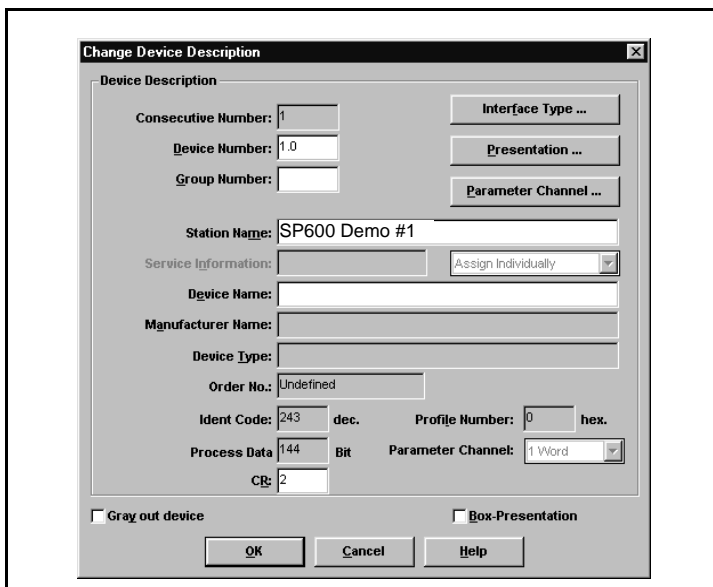 Change Device Description
Device Description
Consecutive Number: 1
Interface Type ...
Device Number: 1.0
Presentation ...
Group Number:
Parameter Channel ...
Station Name: SP600 Demo #1
Service Information: Assign Individually
Device Name:
Manufacturer Name:
Device Type:
Order No.: Undefined
Ident Code: 243 dec. Profile Number: 0 hex.
Process Data 144 Bit Parameter Channel: 1 Word
CR: 2
Gray out device Box-Presentation
OK Cancel Help